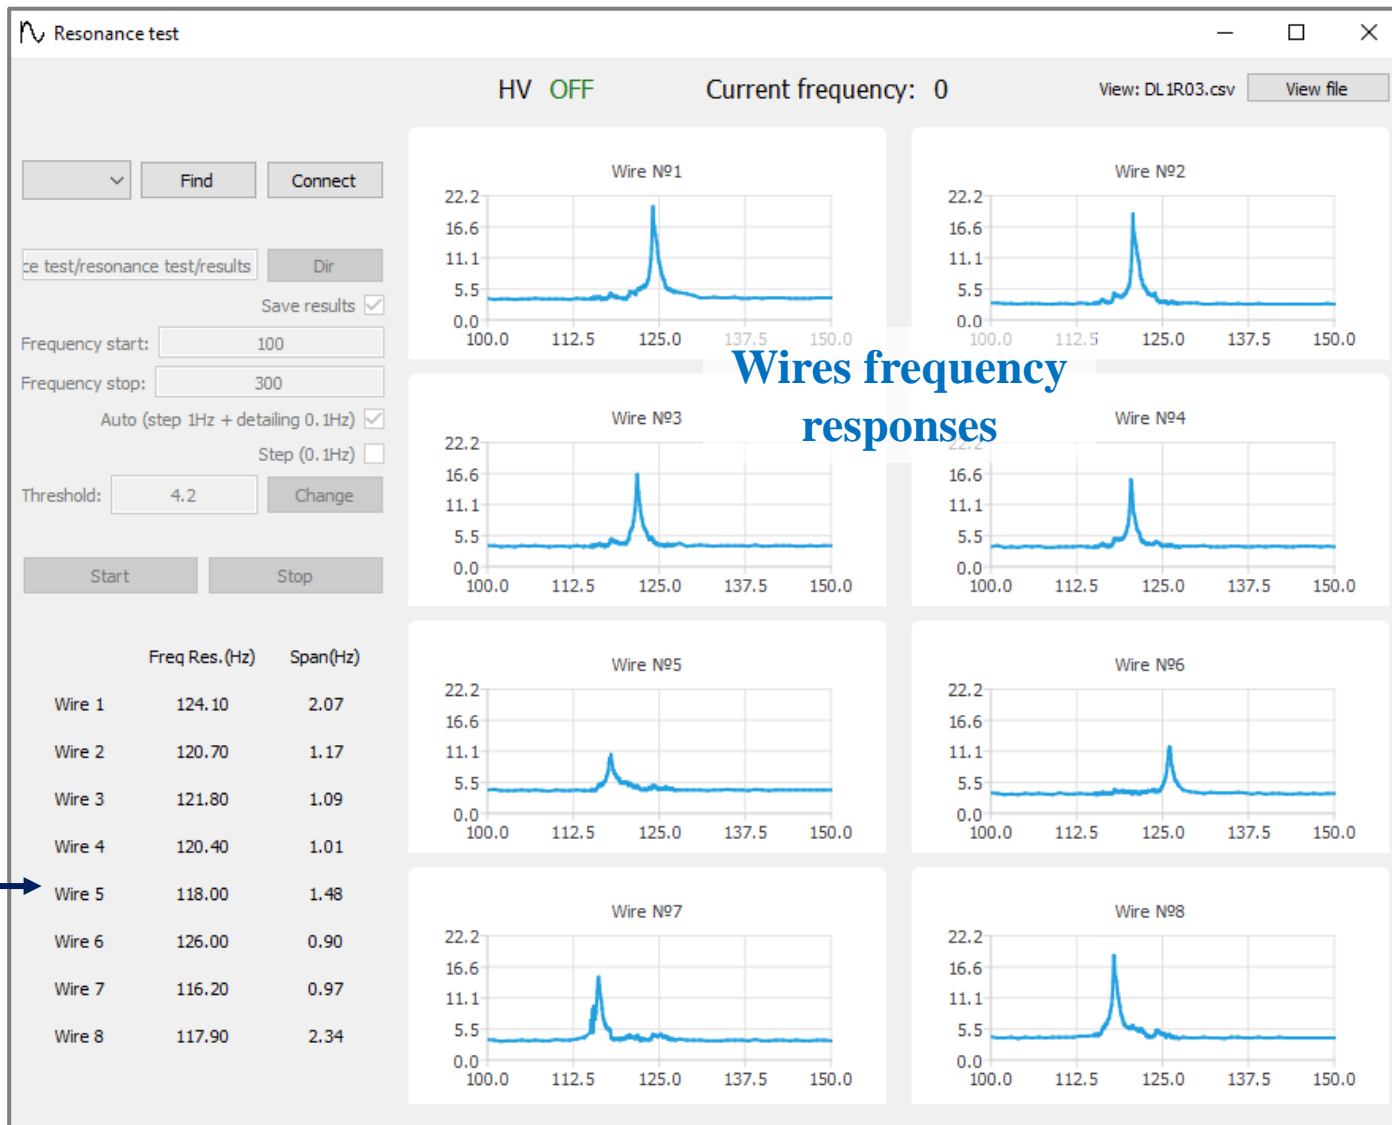 Resonance test
HV OFF Current frequency: 0 View: DL1R03.csv View file
Find Connect
ce test/resonance test/results Dir
Save results
Frequency start: 100
Frequency stop: 300
Auto (step 1Hz + detailing 0.1Hz)
Step (0.1Hz)
Threshold: 4.2 Change
Start Stop
Freq Res.(Hz) Span(Hz)
Wire 1 124.10 2.07
Wire 2 120.70 1.17
Wire 3 121.80 1.09
Wire 4 120.40 1.01
Wire 5 118.00 1.48
Wire 6 126.00 0.90
Wire 7 116.20 0.97
Wire 8 117.90 2.34
Wire №1
22.2
16.6
11.1
5.5
0.0
100.0 112.5 125.0 137.5 150.0
Wire №2
22.2
16.6
11.1
5.5
0.0
100.0 112.5 125.0 137.5 150.0
Wires frequency
responses
Wire №3
22.2
16.6
11.1
5.5
0.0
100.0 112.5 125.0 137.5 150.0
Wire №4
22.2
16.6
11.1
5.5
0.0
100.0 112.5 125.0 137.5 150.0
Wire №5
22.2
16.6
11.1
5.5
0.0
100.0 112.5 125.0 137.5 150.0
Wire №6
22.2
16.6
11.1
5.5
0.0
100.0 112.5 125.0 137.5 150.0
Wire №7
22.2
16.6
11.1
5.5
0.0
100.0 112.5 125.0 137.5 150.0
Wire №8
22.2
16.6
11.1
5.5
0.0
100.0 112.5 125.0 137.5 150.0